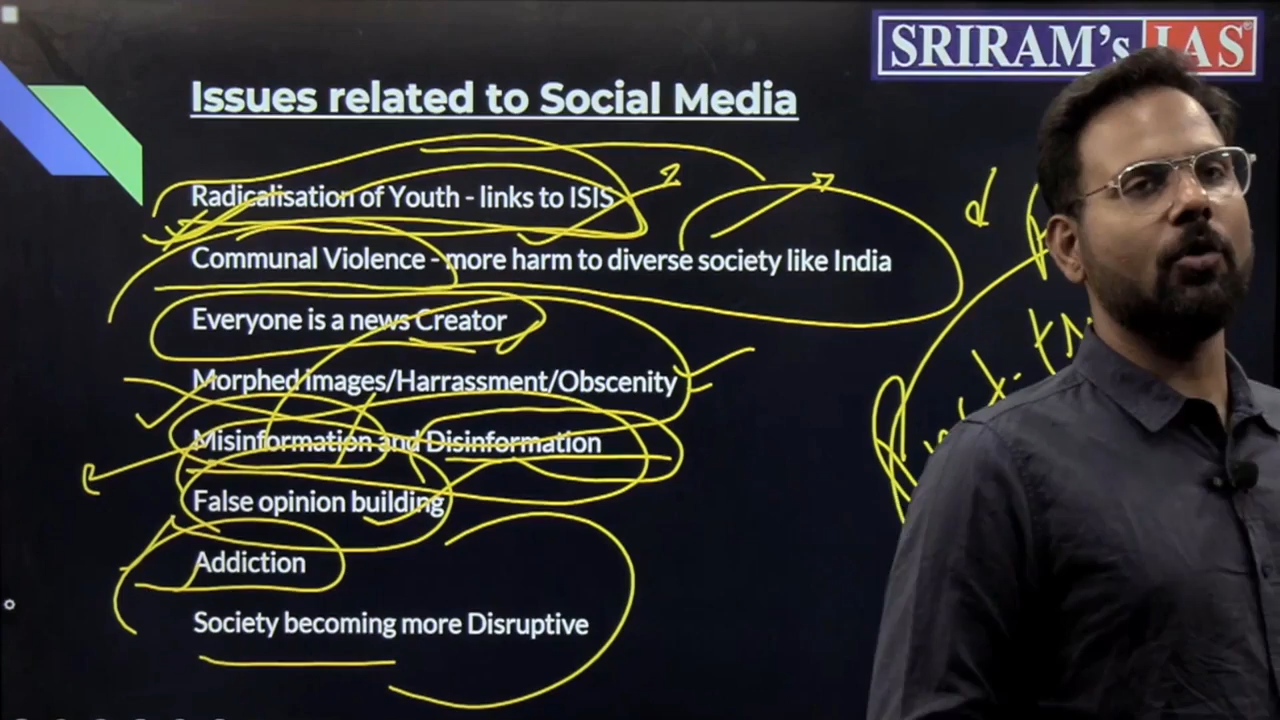 SRIRAM's IAS
Issues related to Social Media
Radicalisation of Youth - links to ISIS
Communal Violence - more harm to diverse society like India
Everyone is a news Creator
Morphed images/Harrassment/Obscenity
Misinformation and Disinformation
False opinion building
Addiction
Society becoming more Disruptive